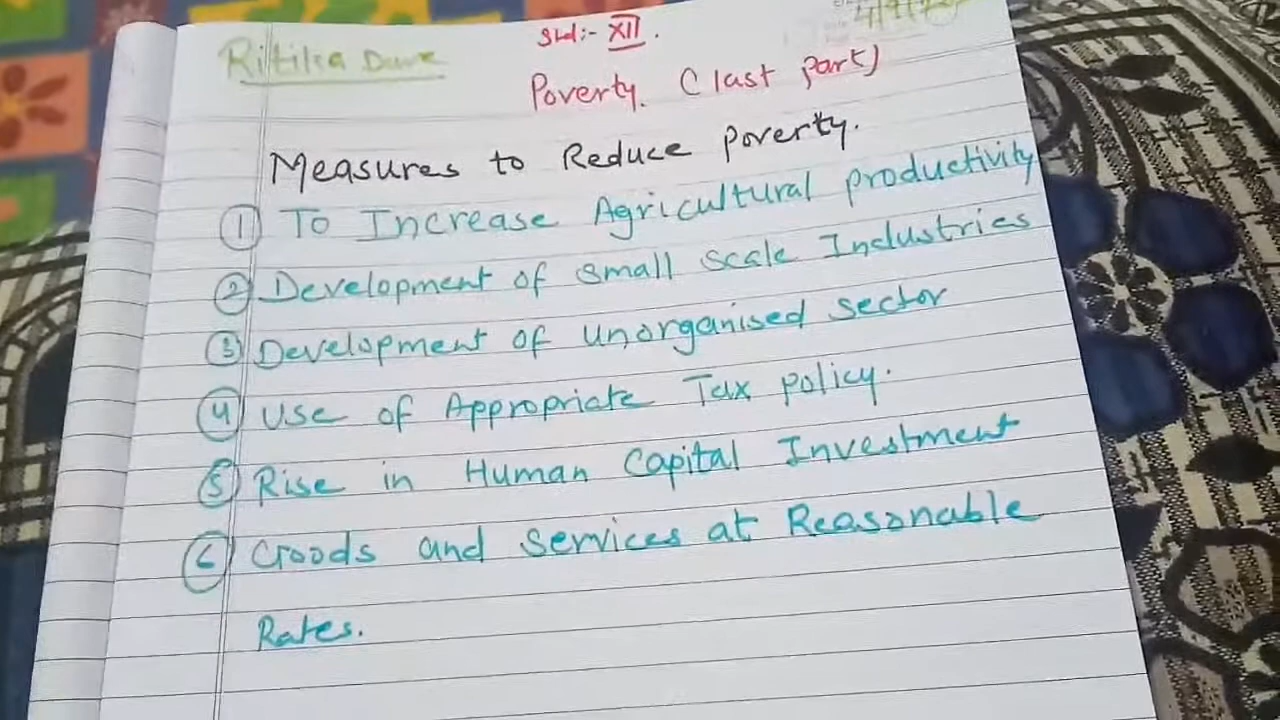 Std:- XII.
Ritika Dave
Poverty. (last part)
Measures to Reduce poverty.
① To Increase Agricultural productivity
② Development of small scale Industries
③ Development of Unorganised sector
④ Use of Appropriate Tax policy.
⑤ Rise in Human Capital Investment
⑥ Goods and services at Reasonable
Rates.